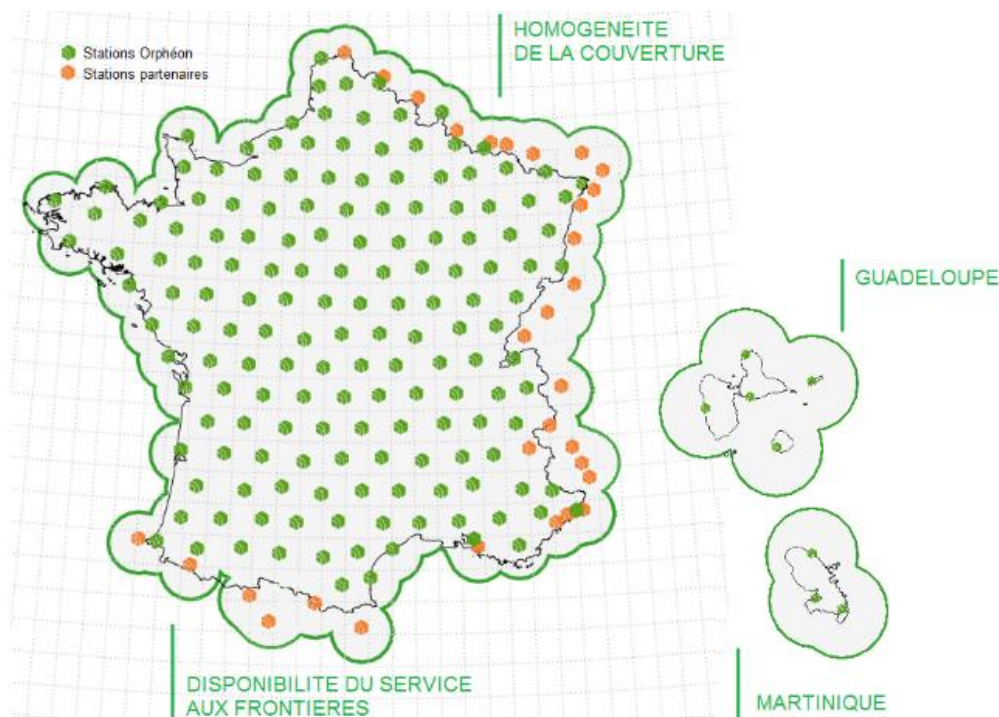 HOMOGENEITE
DE LA COUVERTURE
Stations Orphéon
Stations partenaires
GUADELOUPE
DISPONIBILITE DU SERVICE
AUX FRONTIERES
MARTINIQUE